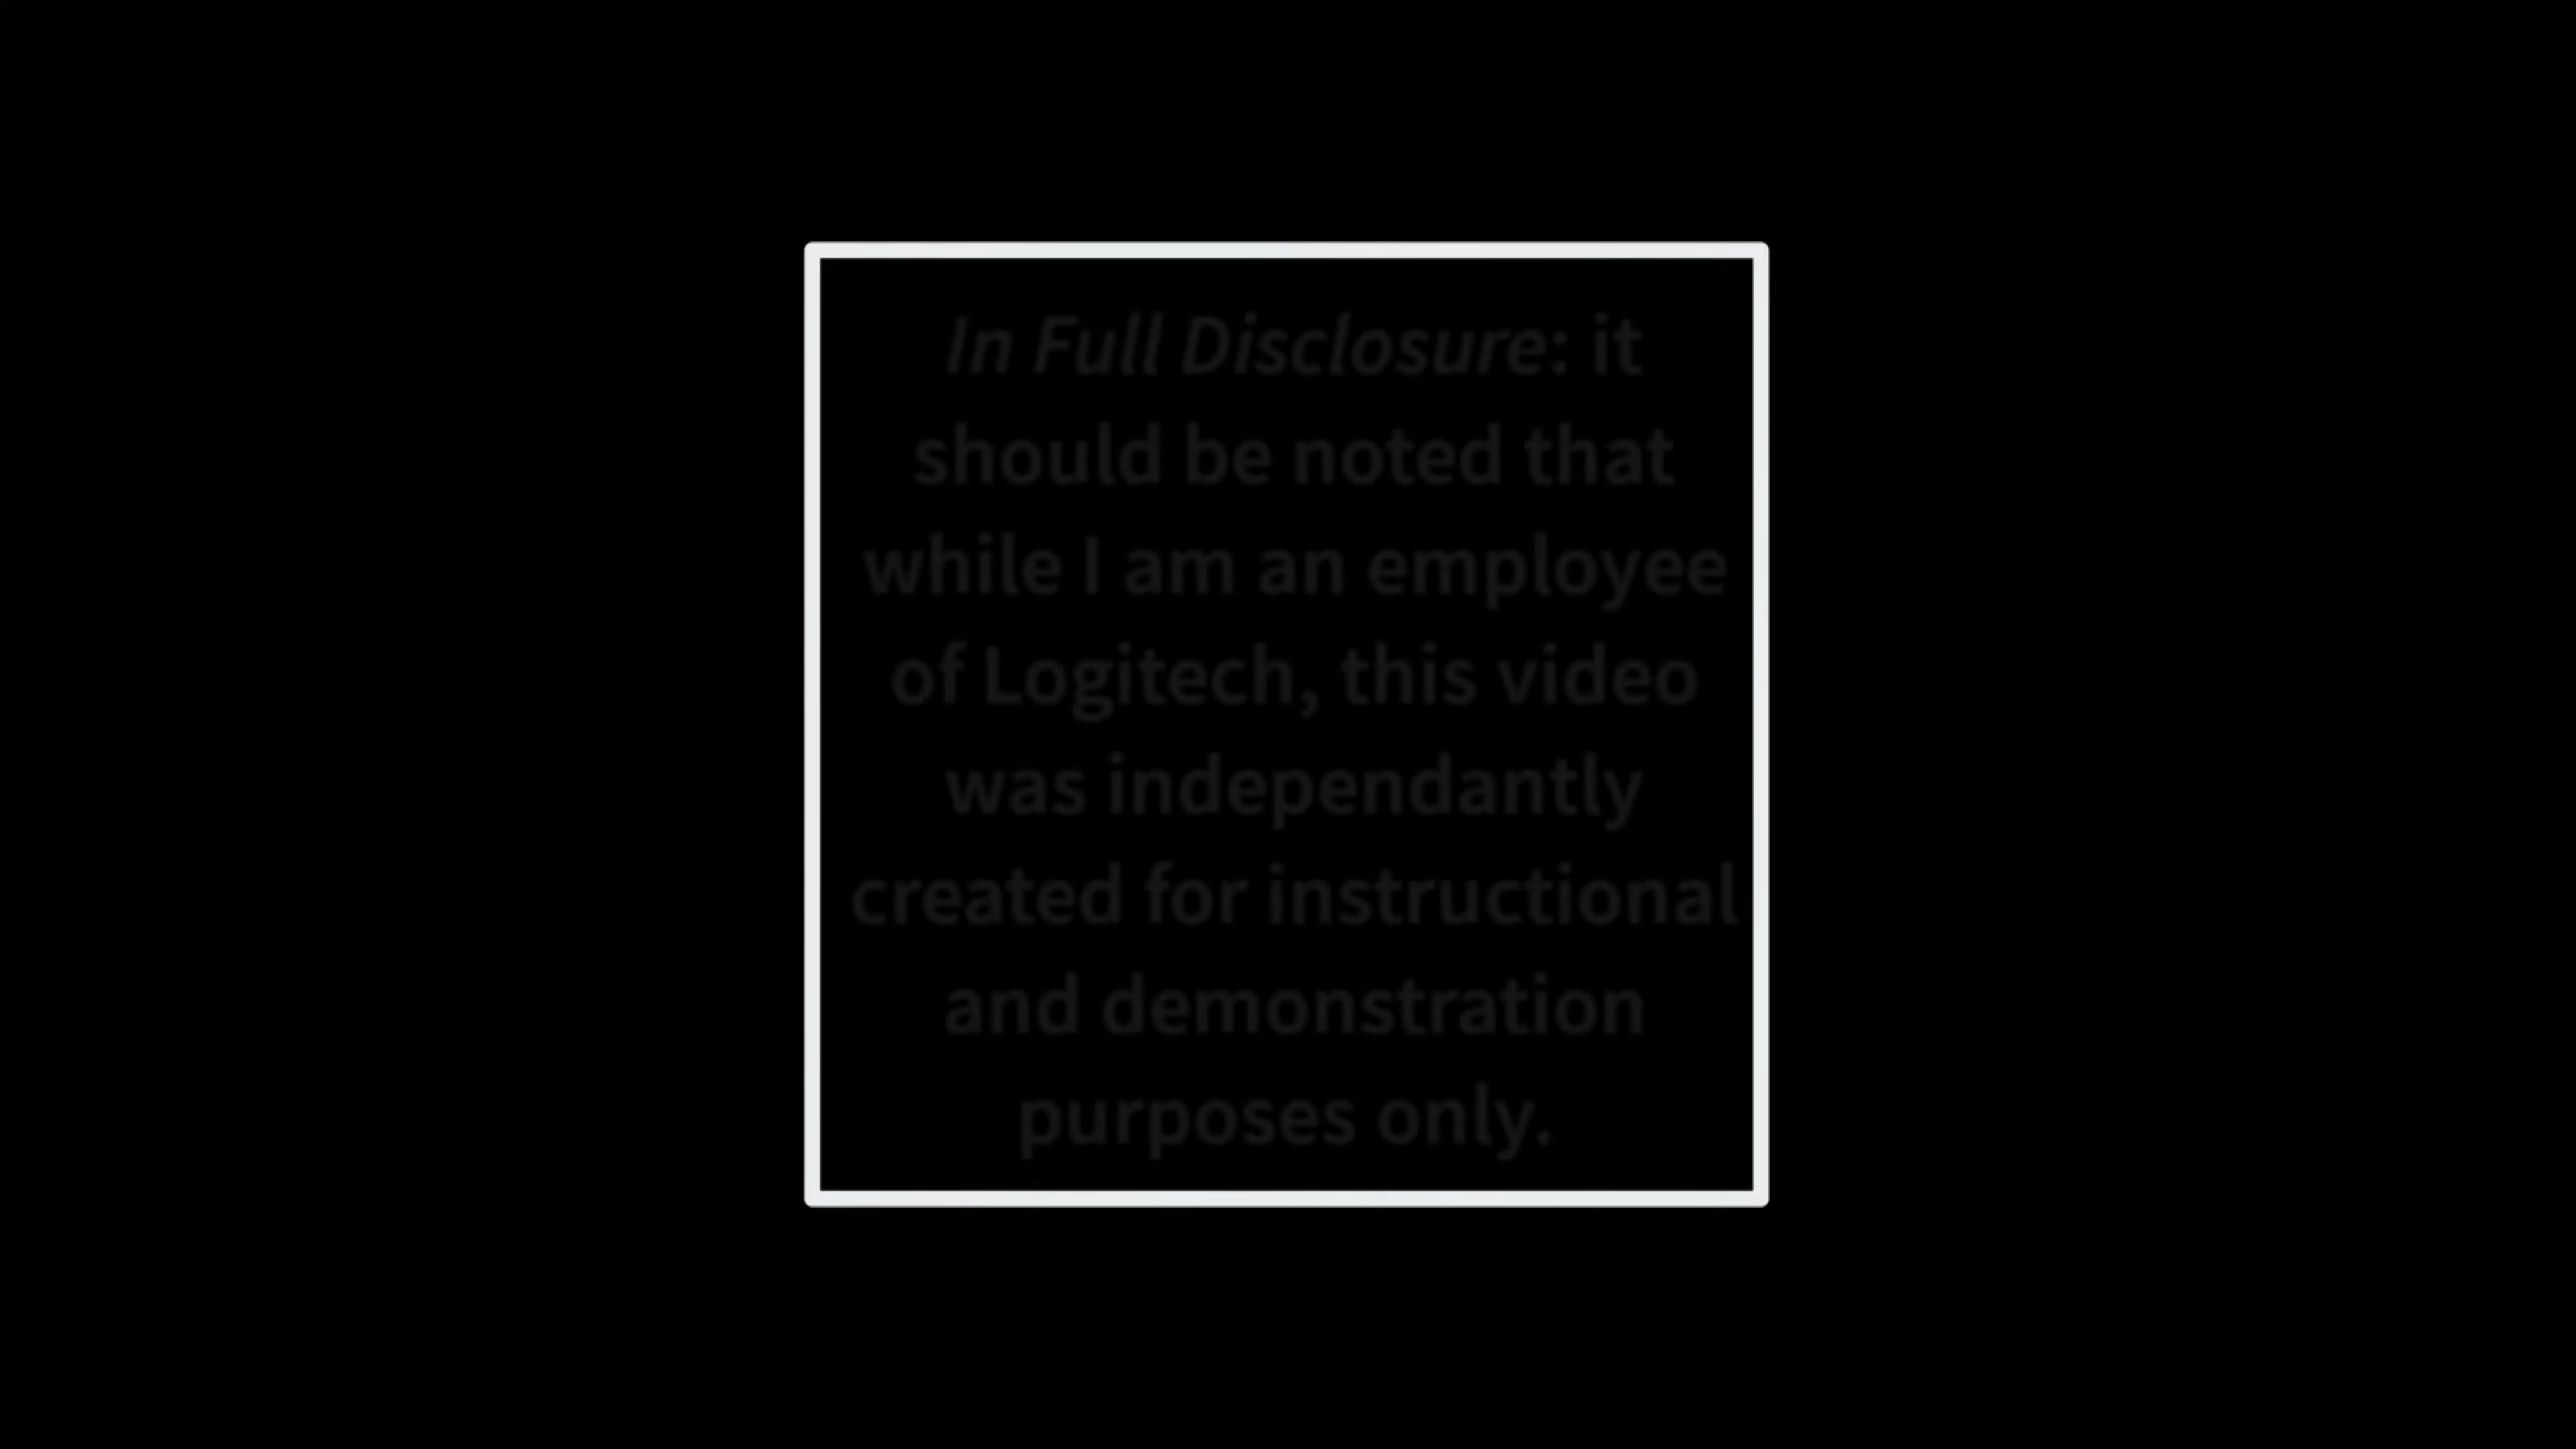 In Full Disclosure: it
should be noted that
while I am an employee
of Logitech, this video
was independantly
created for instructional
and demonstration
purposes only.